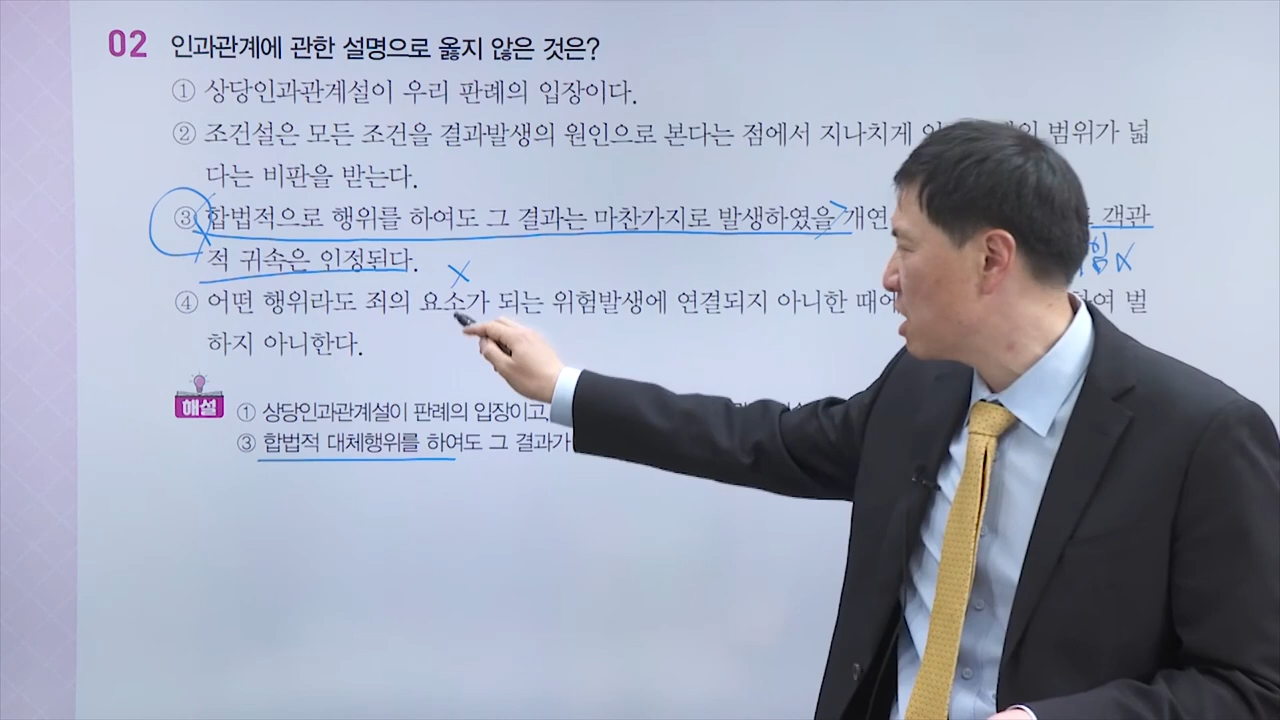 02 인과관계에 관한 설명으로 옳지 않은 것은?
① 상당인과관계설이 우리 판례의 입장이다.
② 조건설은 모든 조건을 결과발생의 원인으로 본다는 점에서 지나치게 범위가 넓
다는 비판을 받는다.
③ 합법적으로 행위를 하여도 그 결과는 마찬가지로 발생하였을 개연 객관
적 귀속은 인정된다.
④ 어떤 행위라도 죄의 요소가 되는 위험발생에 연결되지 아니한 때에 벌
하지 아니한다.
해설 ① 상당인과관계설이 판례의 입장이고,
③ 합법적 대체행위를 하여도 그 결과가